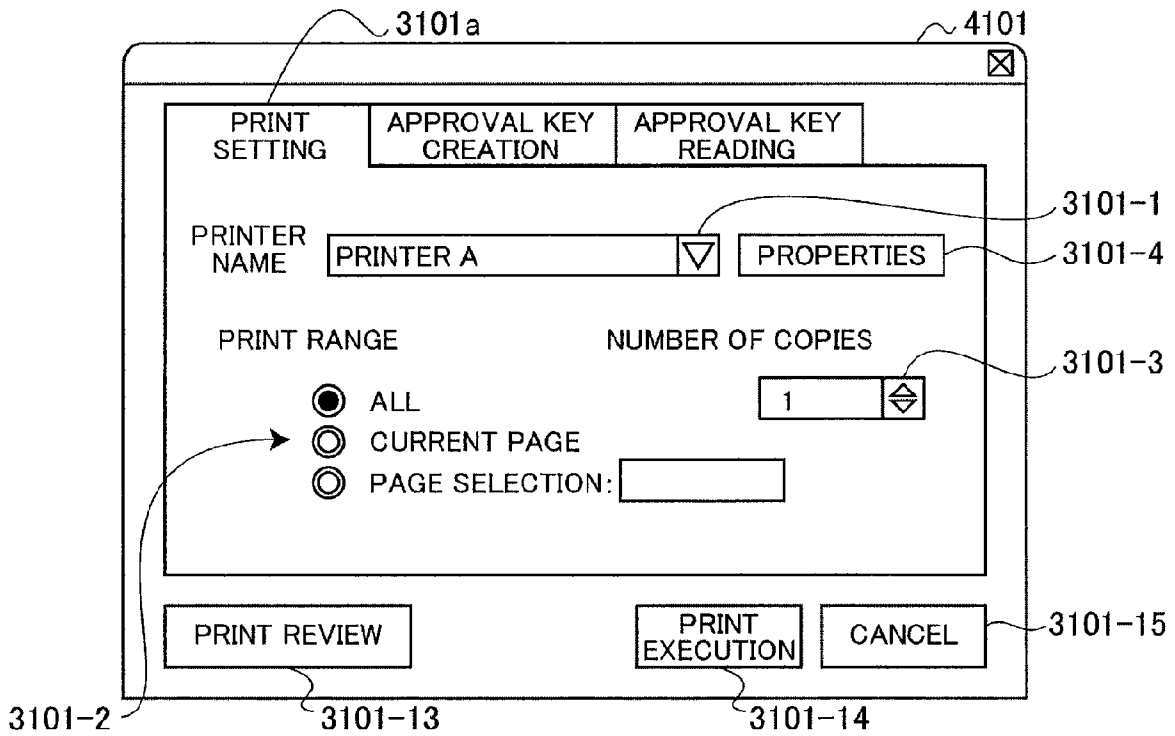 3101a
4101
PRINT
SETTING
APPROVAL KEY
CREATION
APPROVAL KEY
READING
3101-1
PRINTER
NAME
PRINTER A
PROPERTIES
3101-4
PRINT RANGE
NUMBER OF COPIES
3101-3
ALL
1
CURRENT PAGE
PAGE SELECTION:
PRINT REVIEW
PRINT
EXECUTION
CANCEL
3101-15
3101-2
3101-13
3101-14